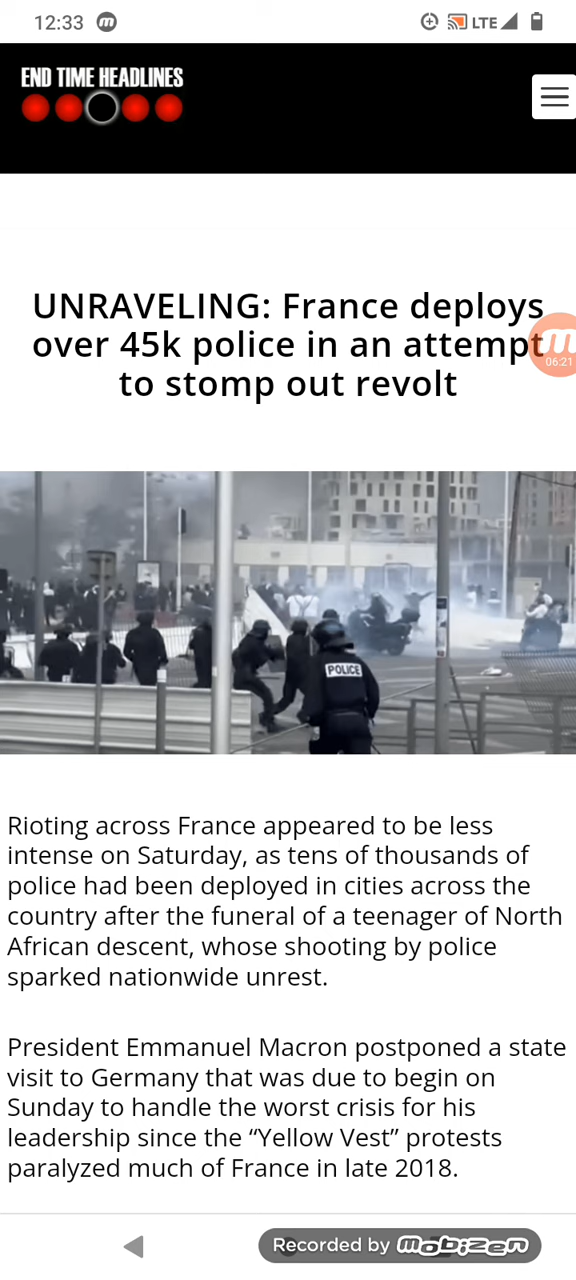 12:33
LTE
END TIME HEADLINES
UNRAVELING: France deploys
over 45k police in an attempt
to stomp out revolt
06:21
POLICE
Rioting across France appeared to be less
intense on Saturday, as tens of thousands of
police had been deployed in cities across the
country after the funeral of a teenager of North
African descent, whose shooting by police
sparked nationwide unrest.
President Emmanuel Macron postponed a state
visit to Germany that was due to begin on
Sunday to handle the worst crisis for his
leadership since the “Yellow Vest” protests
paralyzed much of France in late 2018.
Recorded by mobizen